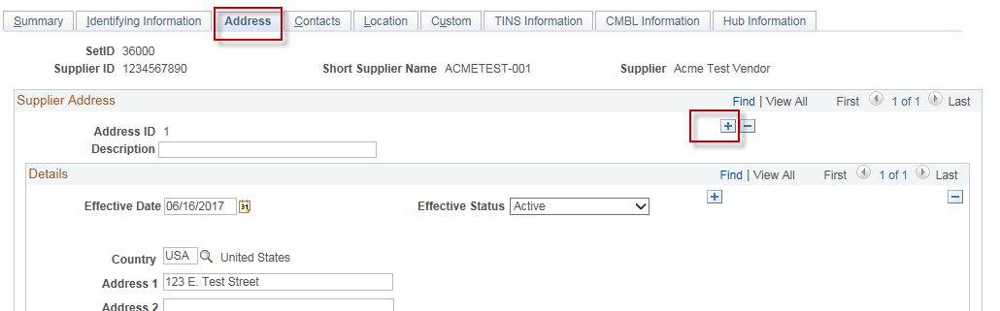 Summary Identifying Information Address Contacts Location Custom TINS Information CMBL Information Hub Information
SetID 36000
Supplier ID 1234567890 Short Supplier Name ACMETEST-001 Supplier Acme Test Vendor
Supplier Address Find | View All First 1 of 1 Last
Address ID 1
Description
Details Find | View All First 1 of 1 Last
Effective Date 06/16/2017 31 Effective Status Active
Country USA United States
Address 1 123 E. Test Street
Address 2